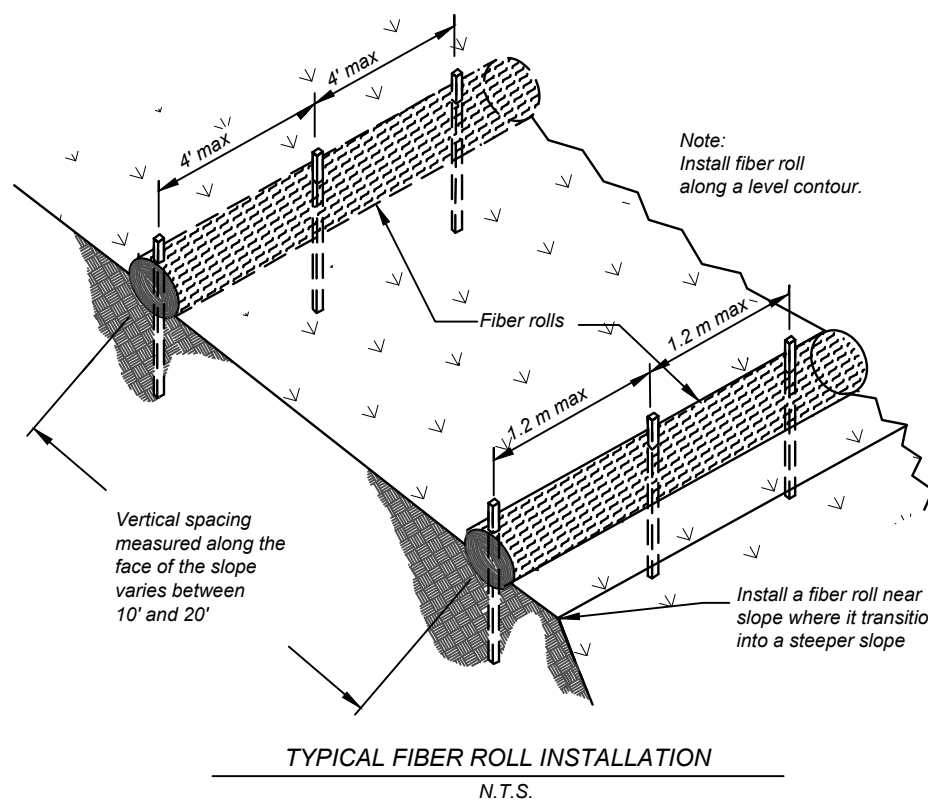 4' max
4' max
Note:
Install fiber roll
along a level contour.
Fiber rolls
1.2 m max
1.2 m max
Vertical spacing
measured along the
face of the slope
varies between
10' and 20'
Install a fiber roll near
slope where it transitio
into a steeper slope
TYPICAL FIBER ROLL INSTALLATION
N.T.S.